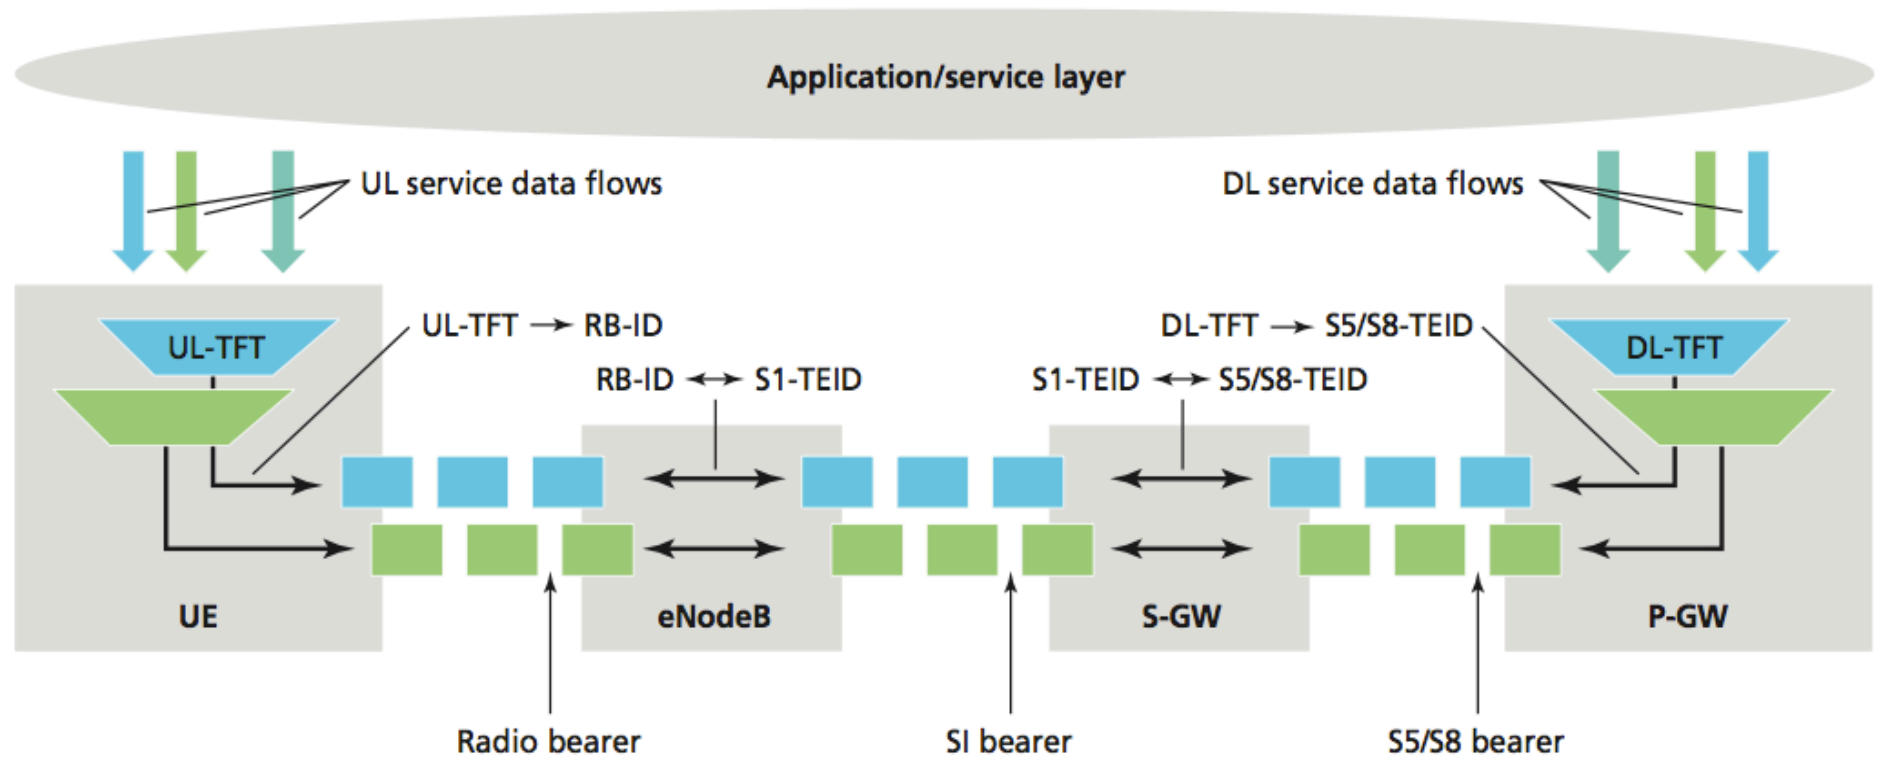 Application/service layer
UL service data flows
DL service data flows
UL-TFT → RB-ID
DL-TFT → S5/S8-TEID
UL-TFT
DL-TFT
RB-ID ↔ S1-TEID
S1-TEID ↔ S5/S8-TEID
UE
eNodeB
S-GW
P-GW
Radio bearer
SI bearer
S5/S8 bearer